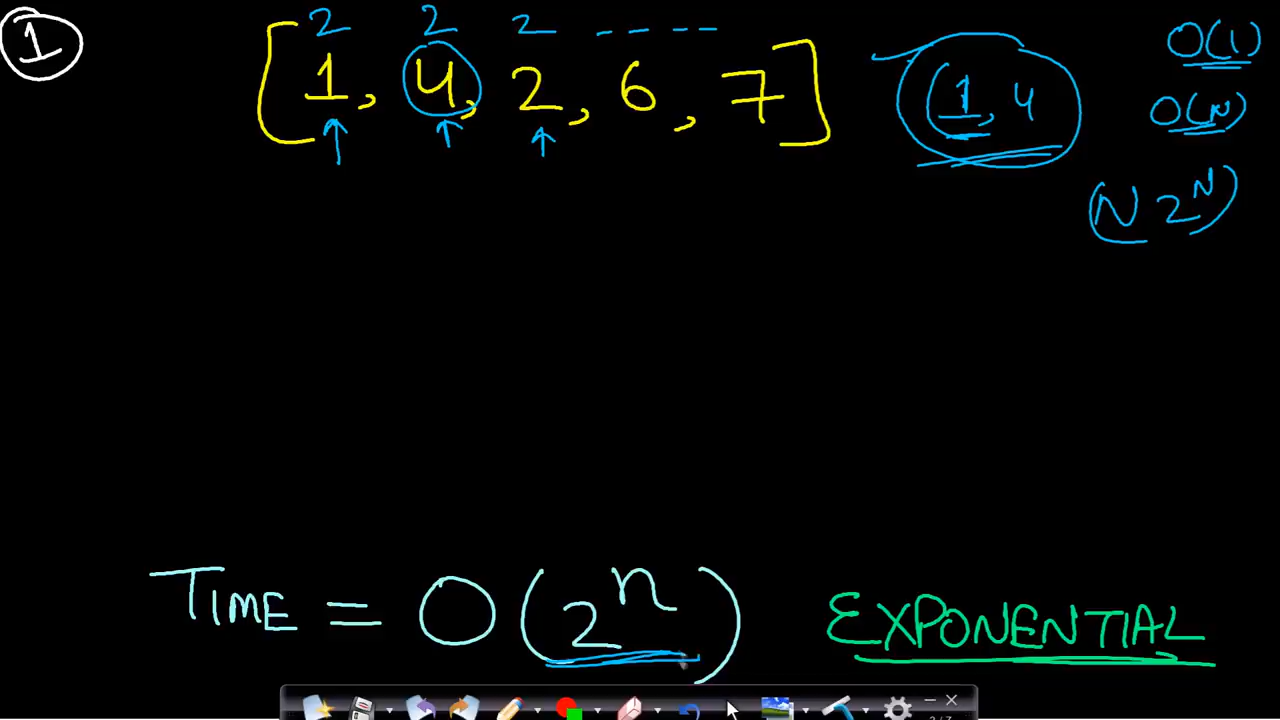 1
2 2 2 - - - -
[1, 4, 2, 6, 7]
(1, 4
O(1)
O(N)
(N 2^N)
TIME = O(2^n)
EXPONENTIAL